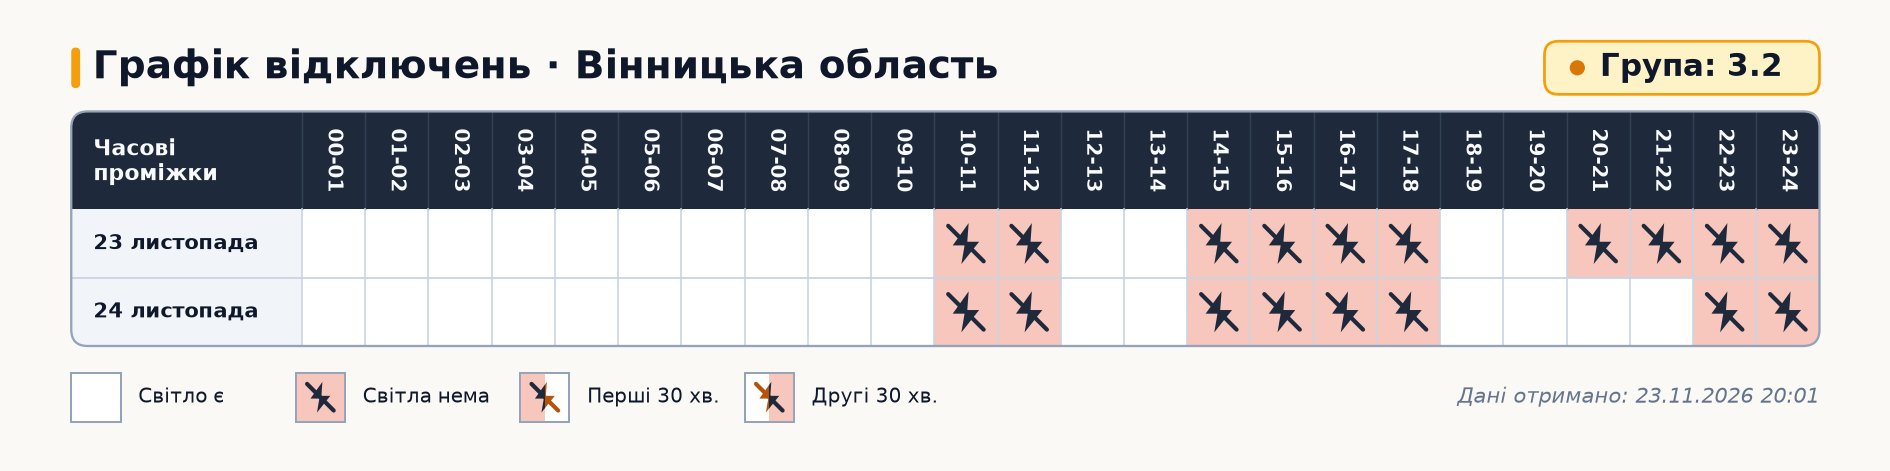 Графік відключень · Вінницька область
Група: 3.2
Часові
проміжки
00-01
01-02
02-03
03-04
04-05
05-06
06-07
07-08
08-09
09-10
10-11
11-12
12-13
13-14
14-15
15-16
16-17
17-18
18-19
19-20
20-21
21-22
22-23
23-24
23 листопада
24 листопада
Світло є
Світла нема
Перші 30 хв.
Другі 30 хв.
Дані отримано: 23.11.2026 20:01